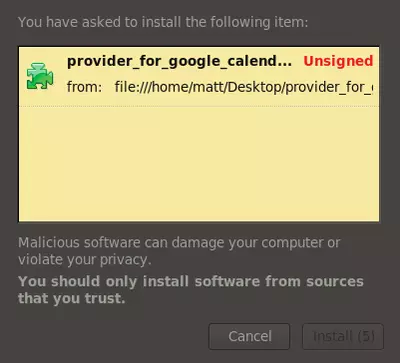 You have asked to install the following item:
provider_for_google_calend... Unsigned
from: file:///home/matt/Desktop/provider_for_
Malicious software can damage your computer or
violate your privacy.
You should only install software from sources
that you trust.
Cancel Install (5)